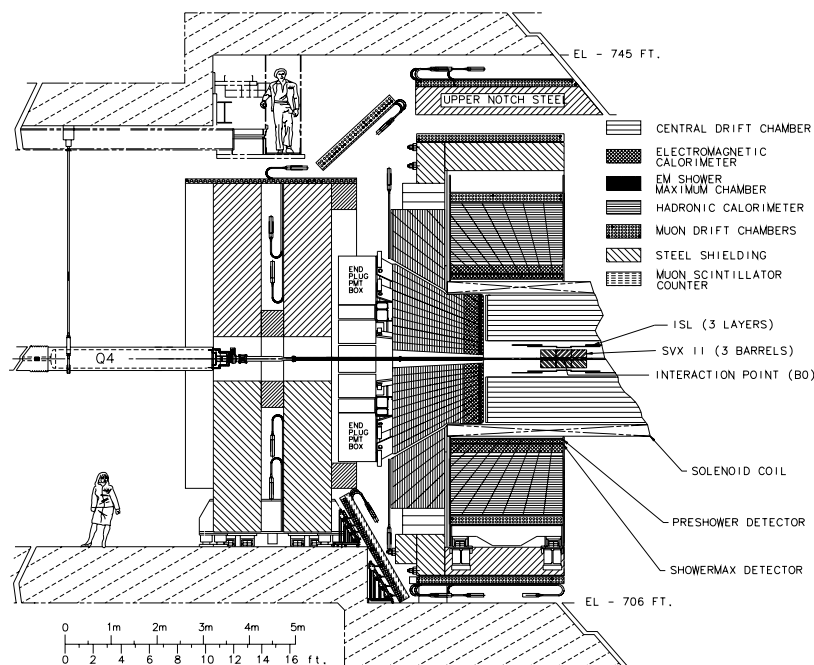 EL - 745 FT.
UPPER NOTCH STEEL
CENTRAL DRIFT CHAMBER
ELECTROMAGNETIC
CALORIMETER
EM SHOWER
MAXIMUM CHAMBER
HADRONIC CALORIMETER
MUON DRIFT CHAMBERS
STEEL SHIELDING
MUON SCINTILLATOR
COUNTER
END
PLUG
PMT
BOX
ISL (3 LAYERS)
SVX II (3 BARRELS)
INTERACTION POINT (B0)
Q4
END
PLUG
PMT
BOX
SOLENOID COIL
PRESHOWER DETECTOR
SHOWERMAX DETECTOR
EL - 706 FT.
0 1m 2m 3m 4m 5m
0 2 4 6 8 10 12 14 16 ft.